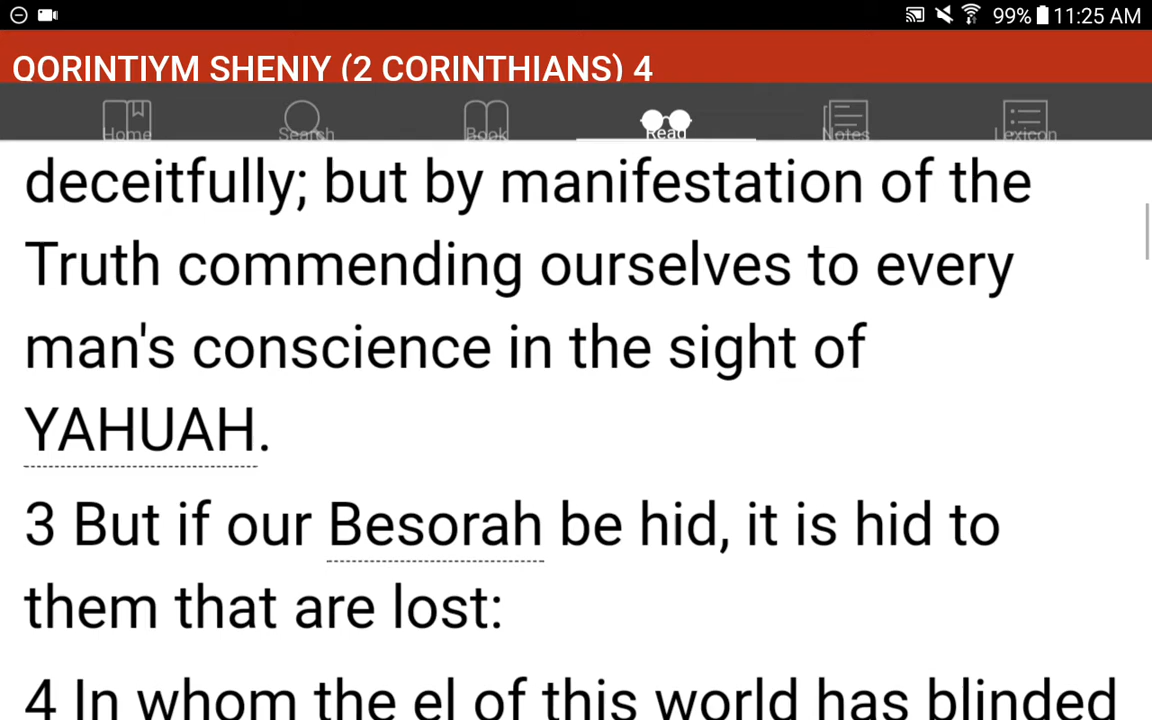 99% 11:25 AM
QORINTIYM SHENIY (2 CORINTHIANS) 4
Home Search Book Read Notes Lexicon
deceitfully; but by manifestation of the
Truth commending ourselves to every
man's conscience in the sight of
YAHUAH.
3 But if our Besorah be hid, it is hid to
them that are lost:
4 In whom the el of this world has blinded